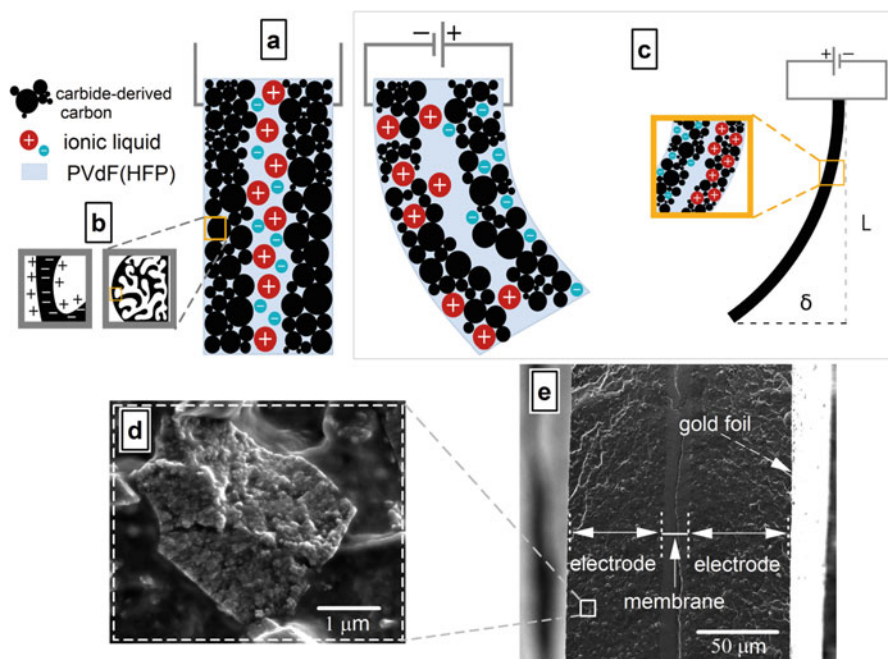 a
c
carbide-derived
carbon
ionic liquid
PVdF(HFP)
b
− +
+ −
L
δ
d
1 μm
e
gold foil
electrode electrode
membrane
50 μm